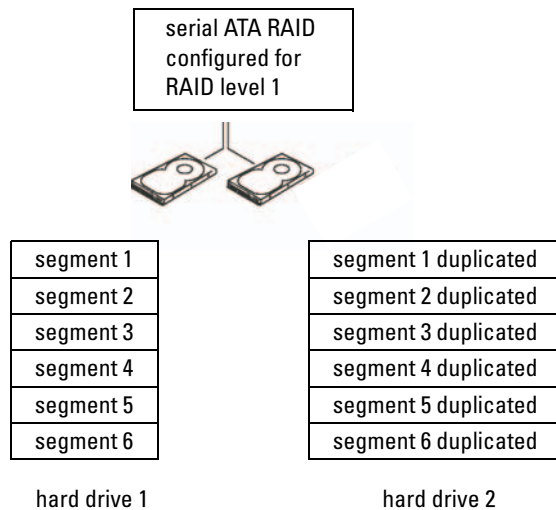 serial ATA RAID
configured for
RAID level 1
segment 1
segment 2
segment 3
segment 4
segment 5
segment 6
hard drive 1
segment 1 duplicated
segment 2 duplicated
segment 3 duplicated
segment 4 duplicated
segment 5 duplicated
segment 6 duplicated
hard drive 2